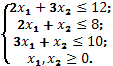 2x₁ + 3x₂ ≤ 12;
2x₁ + x₂ ≤ 8;
3x₁ + x₂ ≤ 10;
x₁, x₂ ≥ 0.